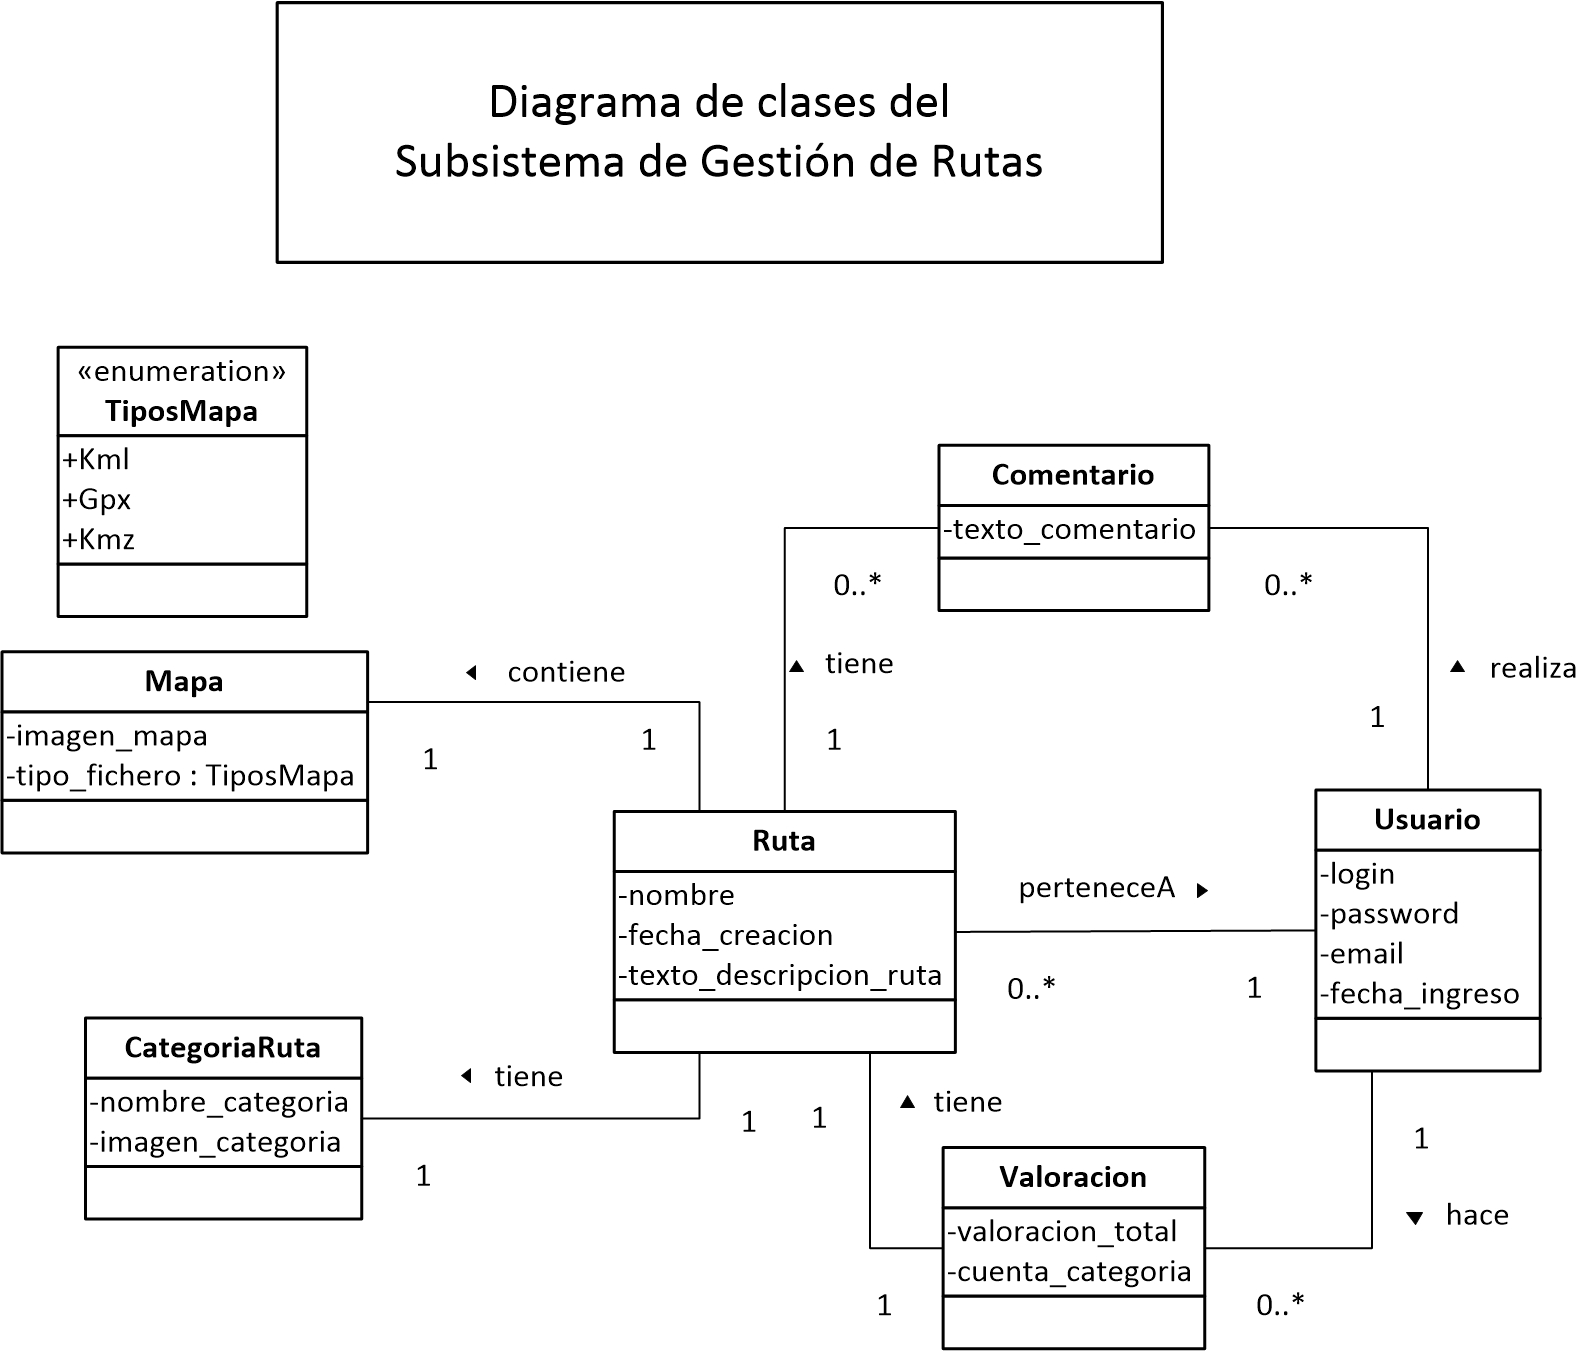 Diagrama de clases del
Subsistema de Gestión de Rutas
«enumeration»
TiposMapa
+Kml
+Gpx
+Kmz
Comentario
-texto_comentario
0..*
0..*
tiene
realiza
1
1
Mapa
-imagen_mapa
-tipo_fichero : TiposMapa
contiene
1
1
Ruta
-nombre
-fecha_creacion
-texto_descripcion_ruta
perteneceA
0..*
1
Usuario
-login
-password
-email
-fecha_ingreso
CategoriaRuta
-nombre_categoria
-imagen_categoria
tiene
1
1
1
tiene
Valoracion
-valoracion_total
-cuenta_categoria
1
0..*
1
hace